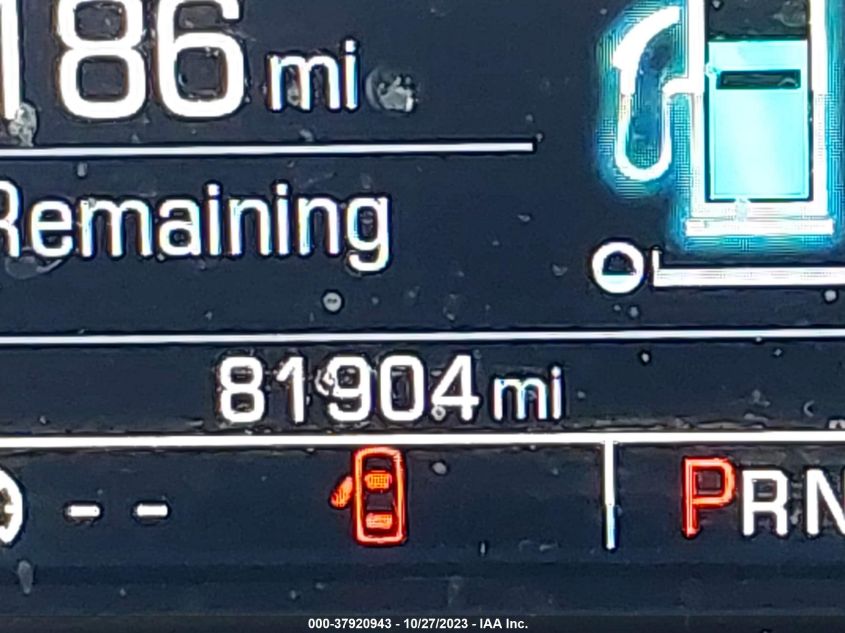 186 mi
Remaining
81904 mi
-- PRN
000-37920943 - 10/27/2023 - IAA Inc.